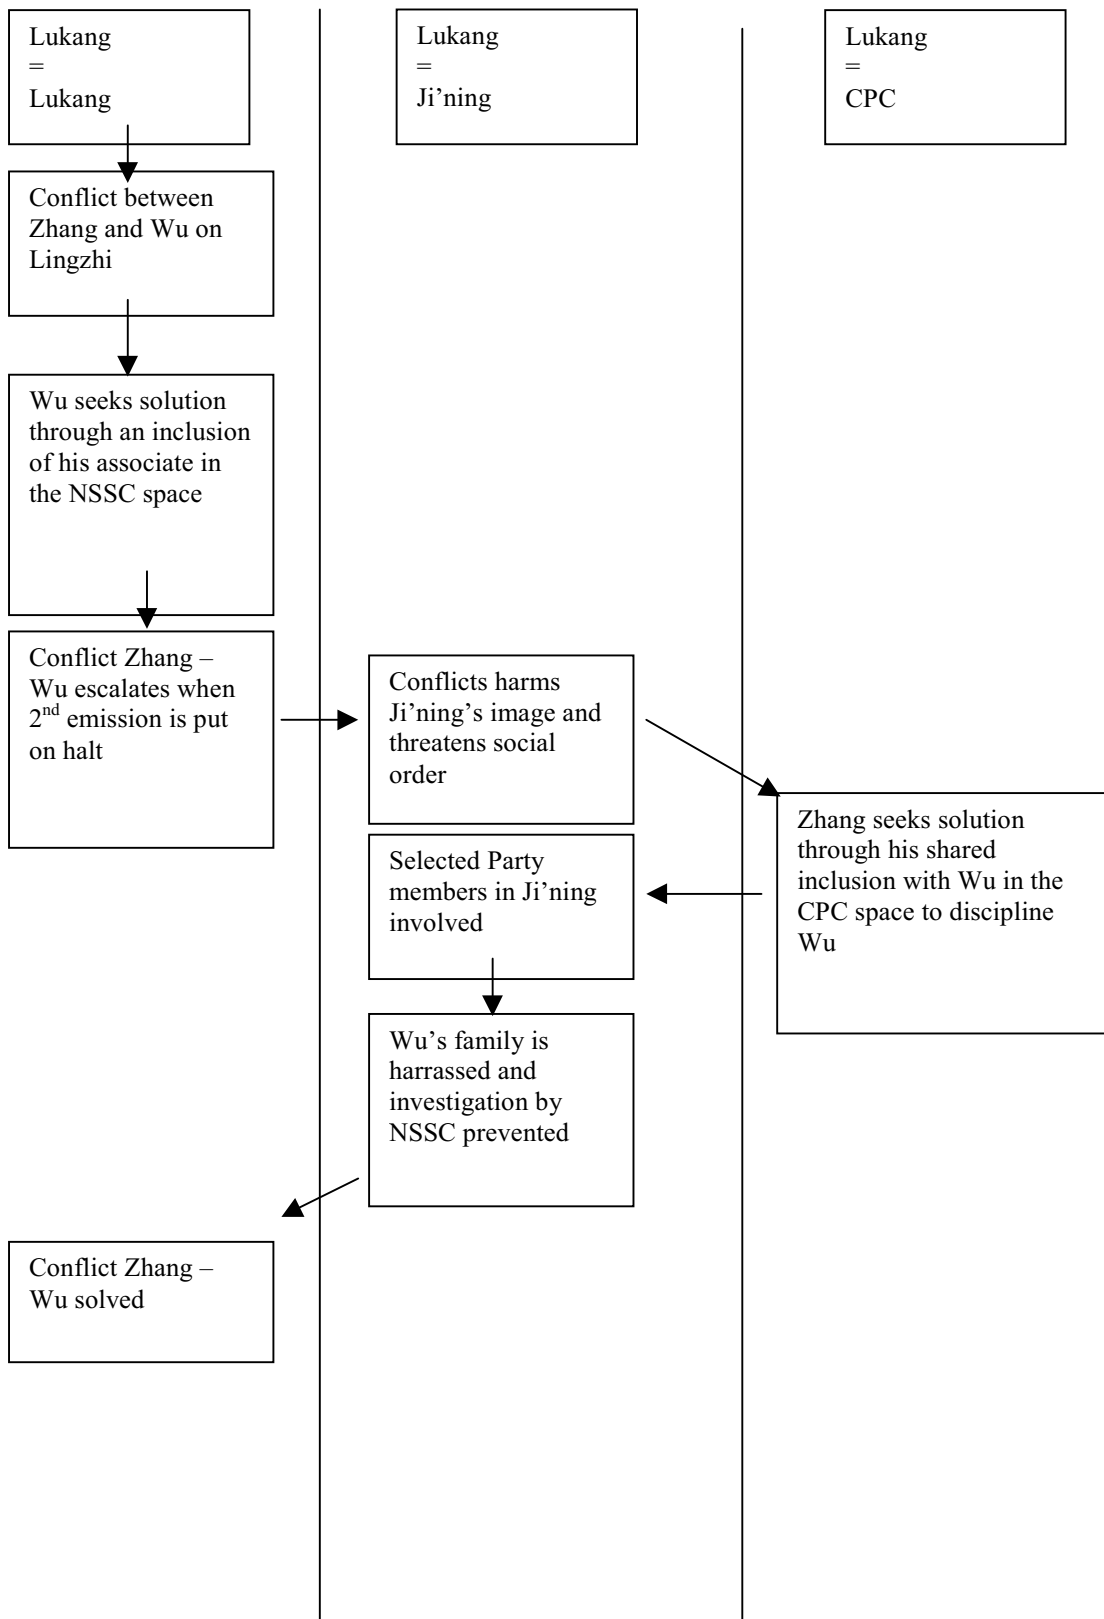 Lukang
=
Lukang
Lukang
=
Ji’ning
Lukang
=
CPC
Conflict between
Zhang and Wu on
Lingzhi
Wu seeks solution
through an inclusion
of his associate in
the NSSC space
Conflict Zhang –
Wu escalates when
2nd emission is put
on halt
Conflicts harms
Ji’ning’s image and
threatens social
order
Zhang seeks solution
through his shared
inclusion with Wu in the
CPC space to discipline
Wu
Selected Party
members in Ji’ning
involved
Wu’s family is
harrassed and
investigation by
NSSC prevented
Conflict Zhang –
Wu solved